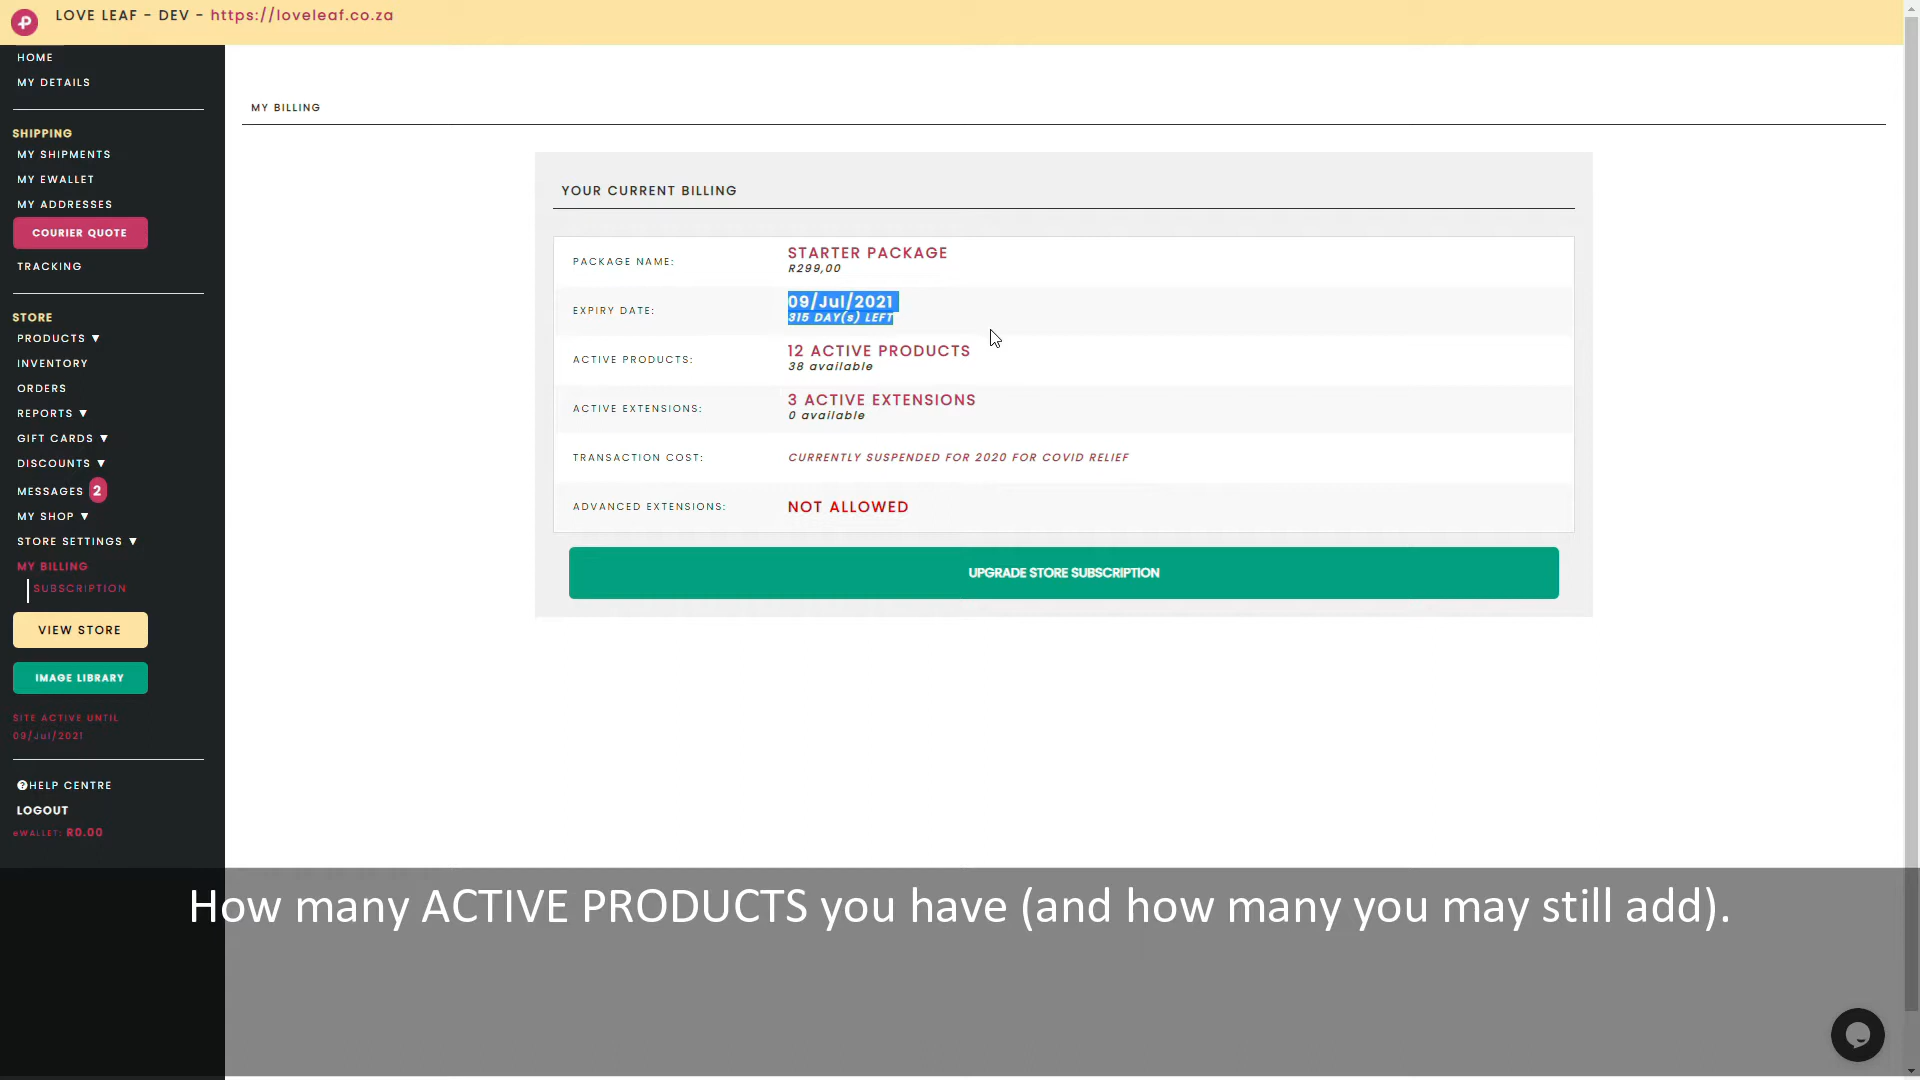 LOVE LEAF - DEV - https://loveleaf.co.za
HOME
MY DETAILS
SHIPPING
MY SHIPMENTS
MY EWALLET
MY ADDRESSES
COURIER QUOTE
TRACKING
STORE
PRODUCTS ▼
INVENTORY
ORDERS
REPORTS ▼
GIFT CARDS ▼
DISCOUNTS ▼
MESSAGES 2
MY SHOP ▼
STORE SETTINGS ▼
MY BILLING
SUBSCRIPTION
VIEW STORE
IMAGE LIBRARY
SITE ACTIVE UNTIL
09/Jul/2021
HELP CENTRE
LOGOUT
eWALLET: R0.00
MY BILLING
YOUR CURRENT BILLING
PACKAGE NAME:
STARTER PACKAGE
R299,00
EXPIRY DATE:
09/Jul/2021
315 DAY(s) LEFT
ACTIVE PRODUCTS:
12 ACTIVE PRODUCTS
38 available
ACTIVE EXTENSIONS:
3 ACTIVE EXTENSIONS
0 available
TRANSACTION COST:
CURRENTLY SUSPENDED FOR 2020 FOR COVID RELIEF
ADVANCED EXTENSIONS:
NOT ALLOWED
UPGRADE STORE SUBSCRIPTION
How many ACTIVE PRODUCTS you have (and how many you may still add).